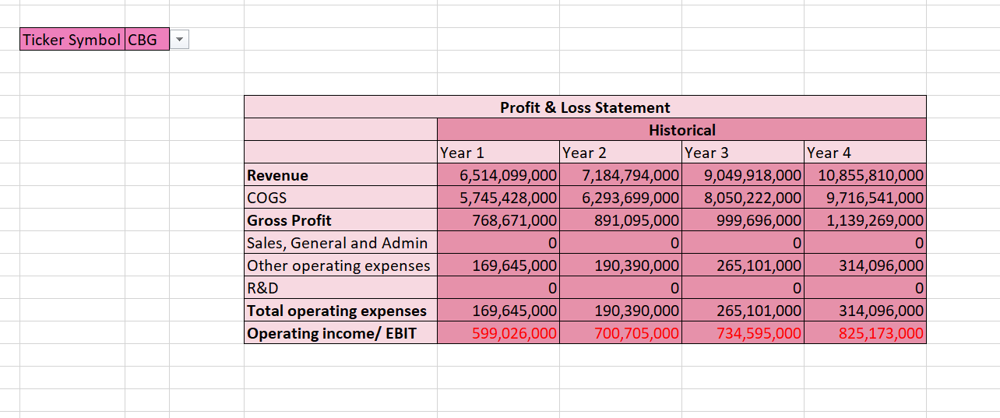 Ticker Symbol CBG
Profit & Loss Statement
Historical
Year 1 Year 2 Year 3 Year 4
Revenue 6,514,099,000 7,184,794,000 9,049,918,000 10,855,810,000
COGS 5,745,428,000 6,293,699,000 8,050,222,000 9,716,541,000
Gross Profit 768,671,000 891,095,000 999,696,000 1,139,269,000
Sales, General and Admin 0 0 0 0
Other operating expenses 169,645,000 190,390,000 265,101,000 314,096,000
R&D 0 0 0 0
Total operating expenses 169,645,000 190,390,000 265,101,000 314,096,000
Operating income/ EBIT 599,026,000 700,705,000 734,595,000 825,173,000